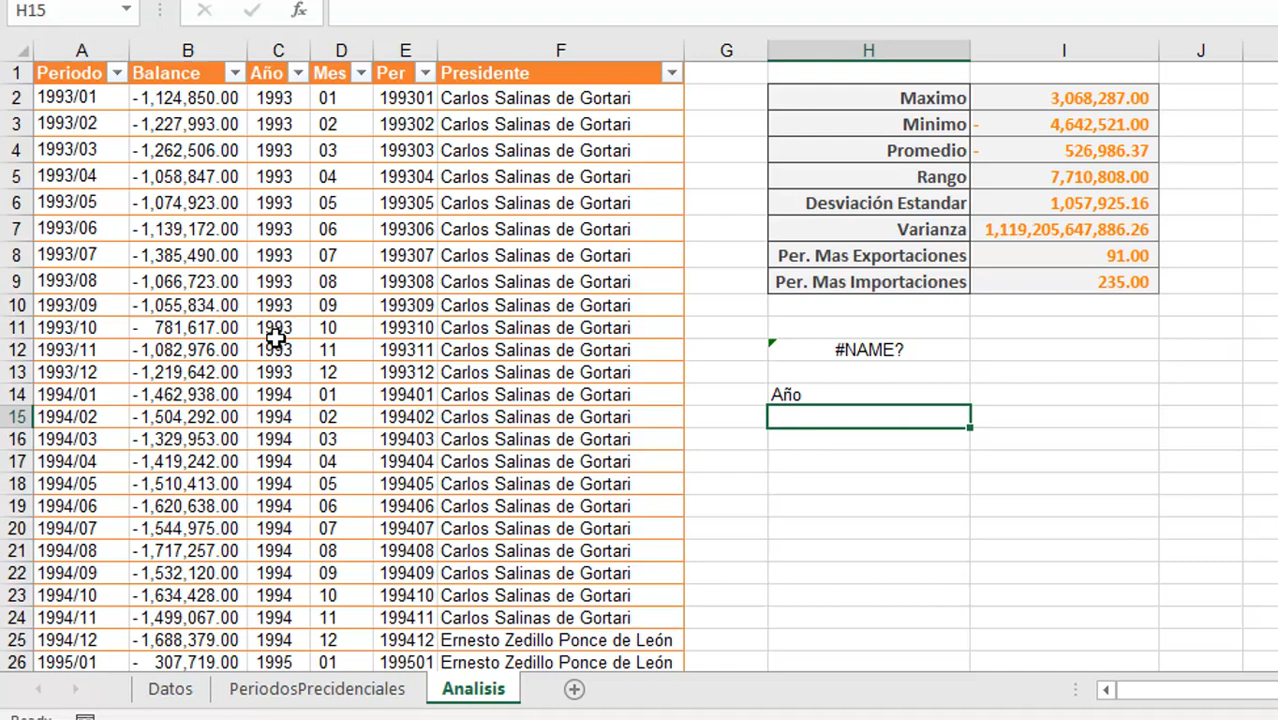 H15 fx
A B C D E F G H I J
1 Periodo Balance Año Mes Per Presidente
2 1993/01 -1,124,850.00 1993 01 199301 Carlos Salinas de Gortari Maximo 3,068,287.00
3 1993/02 -1,227,993.00 1993 02 199302 Carlos Salinas de Gortari Minimo - 4,642,521.00
4 1993/03 -1,262,506.00 1993 03 199303 Carlos Salinas de Gortari Promedio - 526,986.37
5 1993/04 -1,058,847.00 1993 04 199304 Carlos Salinas de Gortari Rango 7,710,808.00
6 1993/05 -1,074,923.00 1993 05 199305 Carlos Salinas de Gortari Desviación Estandar 1,057,925.16
7 1993/06 -1,139,172.00 1993 06 199306 Carlos Salinas de Gortari Varianza 1,119,205,647,886.26
8 1993/07 -1,385,490.00 1993 07 199307 Carlos Salinas de Gortari Per. Mas Exportaciones 91.00
9 1993/08 -1,066,723.00 1993 08 199308 Carlos Salinas de Gortari Per. Mas Importaciones 235.00
10 1993/09 -1,055,834.00 1993 09 199309 Carlos Salinas de Gortari
11 1993/10 - 781,617.00 1993 10 199310 Carlos Salinas de Gortari
12 1993/11 -1,082,976.00 1993 11 199311 Carlos Salinas de Gortari #NAME?
13 1993/12 -1,219,642.00 1993 12 199312 Carlos Salinas de Gortari
14 1994/01 -1,462,938.00 1994 01 199401 Carlos Salinas de Gortari Año
15 1994/02 -1,504,292.00 1994 02 199402 Carlos Salinas de Gortari
16 1994/03 -1,329,953.00 1994 03 199403 Carlos Salinas de Gortari
17 1994/04 -1,419,242.00 1994 04 199404 Carlos Salinas de Gortari
18 1994/05 -1,510,413.00 1994 05 199405 Carlos Salinas de Gortari
19 1994/06 -1,620,638.00 1994 06 199406 Carlos Salinas de Gortari
20 1994/07 -1,544,975.00 1994 07 199407 Carlos Salinas de Gortari
21 1994/08 -1,717,257.00 1994 08 199408 Carlos Salinas de Gortari
22 1994/09 -1,532,120.00 1994 09 199409 Carlos Salinas de Gortari
23 1994/10 -1,634,428.00 1994 10 199410 Carlos Salinas de Gortari
24 1994/11 -1,499,067.00 1994 11 199411 Carlos Salinas de Gortari
25 1994/12 -1,688,379.00 1994 12 199412 Ernesto Zedillo Ponce de León
26 1995/01 - 307,719.00 1995 01 199501 Ernesto Zedillo Ponce de León
Datos PeriodosPrecidenciales Analisis